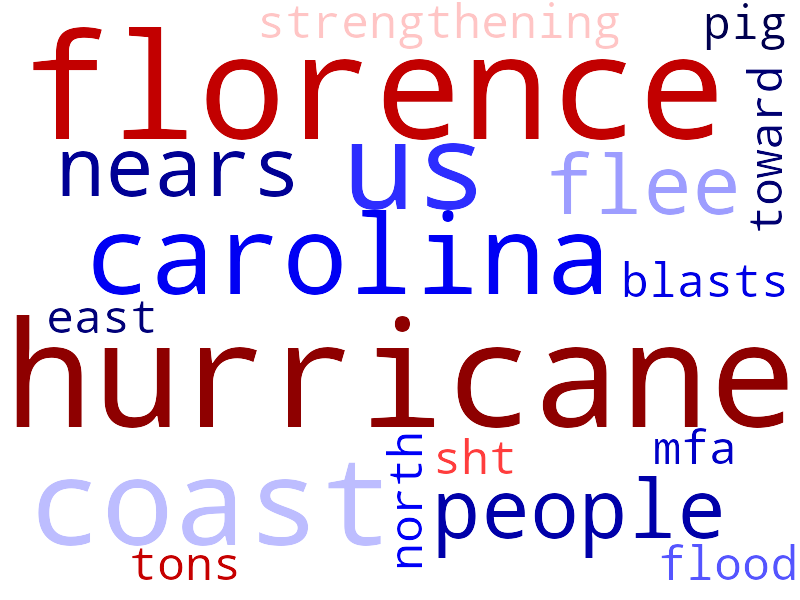 strengthening
pig
florence
toward
nears
us
flee
carolina
blasts
east
hurricane
north
sht
mfa
coast
people
tons
flood